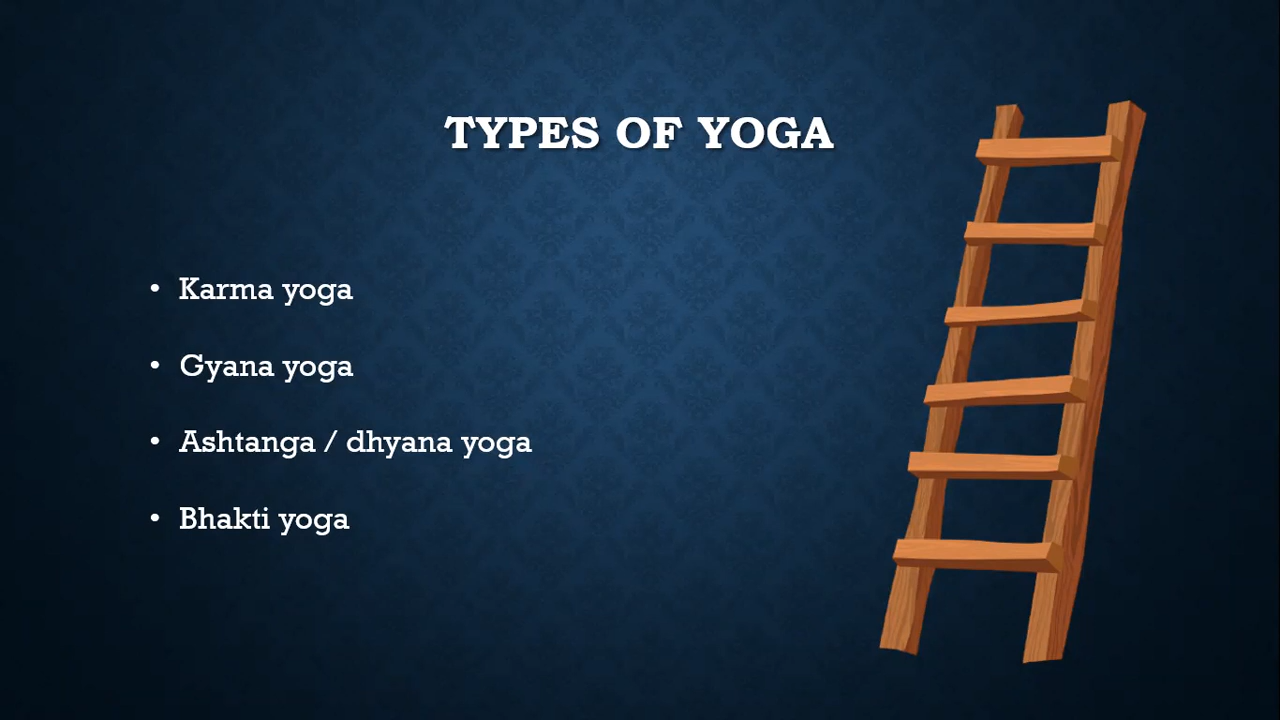 TYPES OF YOGA
• Karma yoga
• Gyana yoga
• Ashtanga / dhyana yoga
• Bhakti yoga